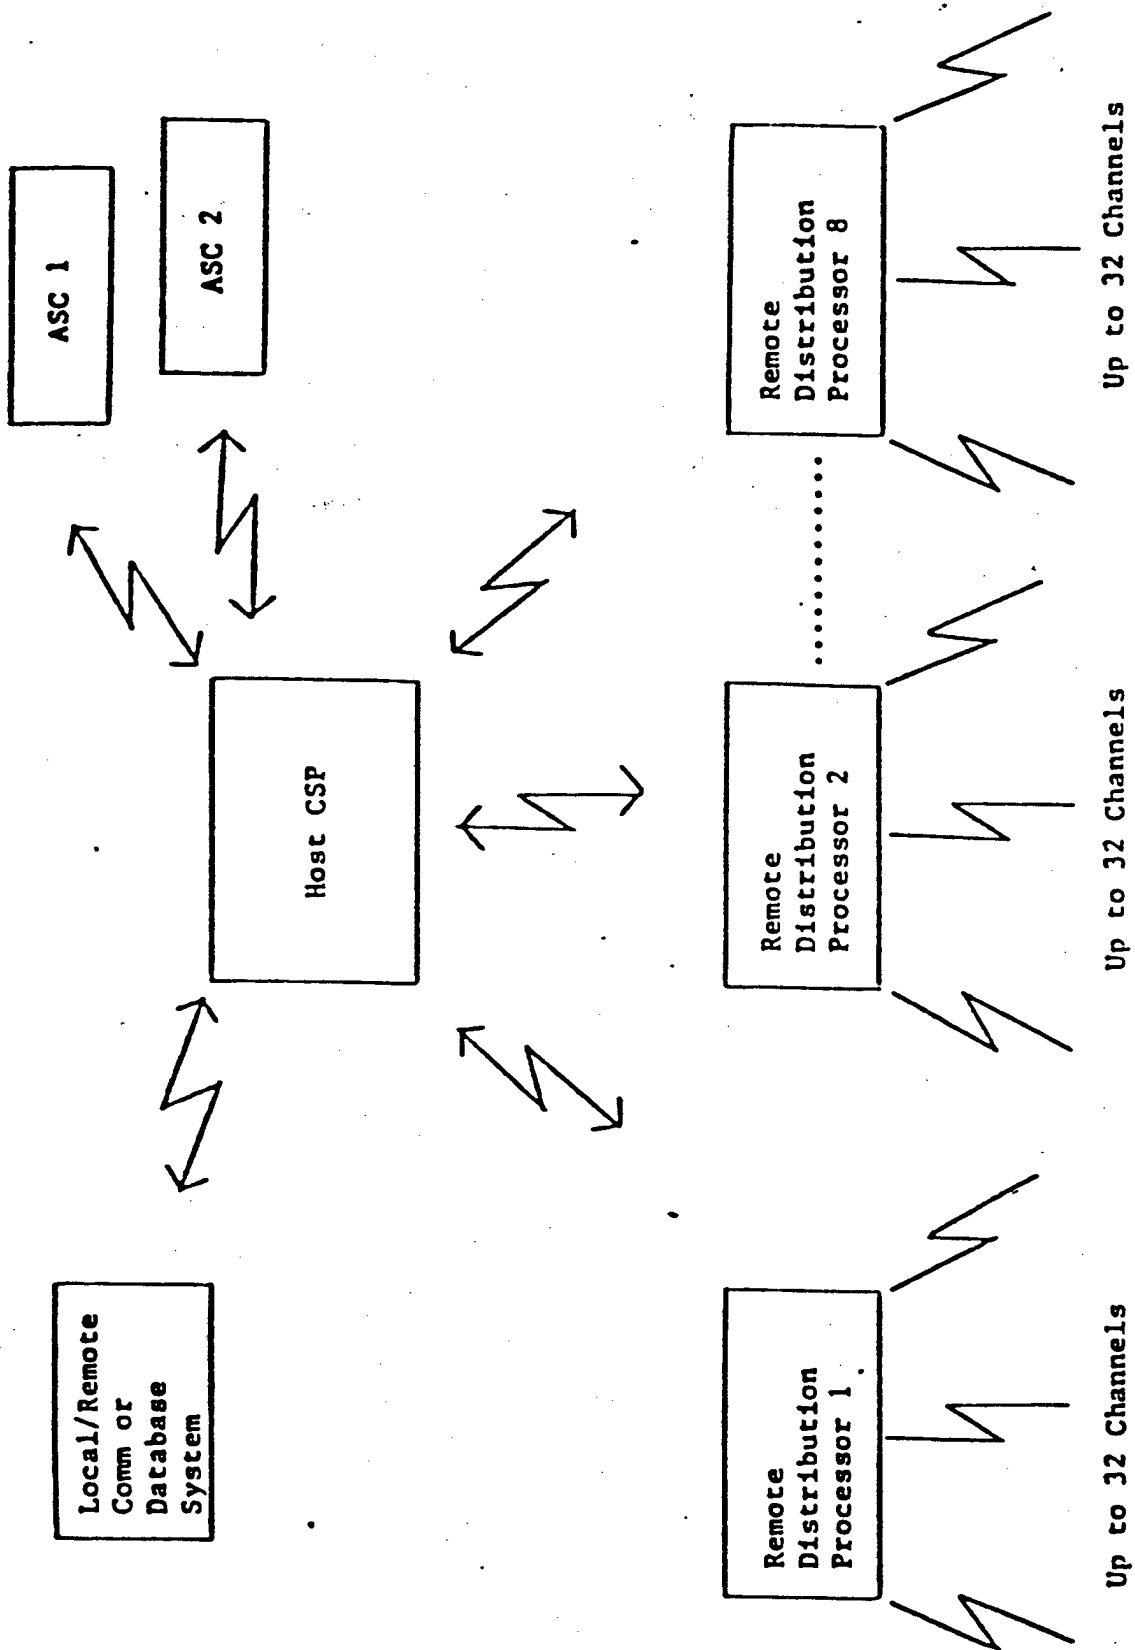 Local/Remote
Comm or
Database
System
ASC 1
ASC 2
Host CSP
Remote
Distribution
Processor 1
Remote
Distribution
Processor 2
Remote
Distribution
Processor 8
Up to 32 Channels
Up to 32 Channels
Up to 32 Channels